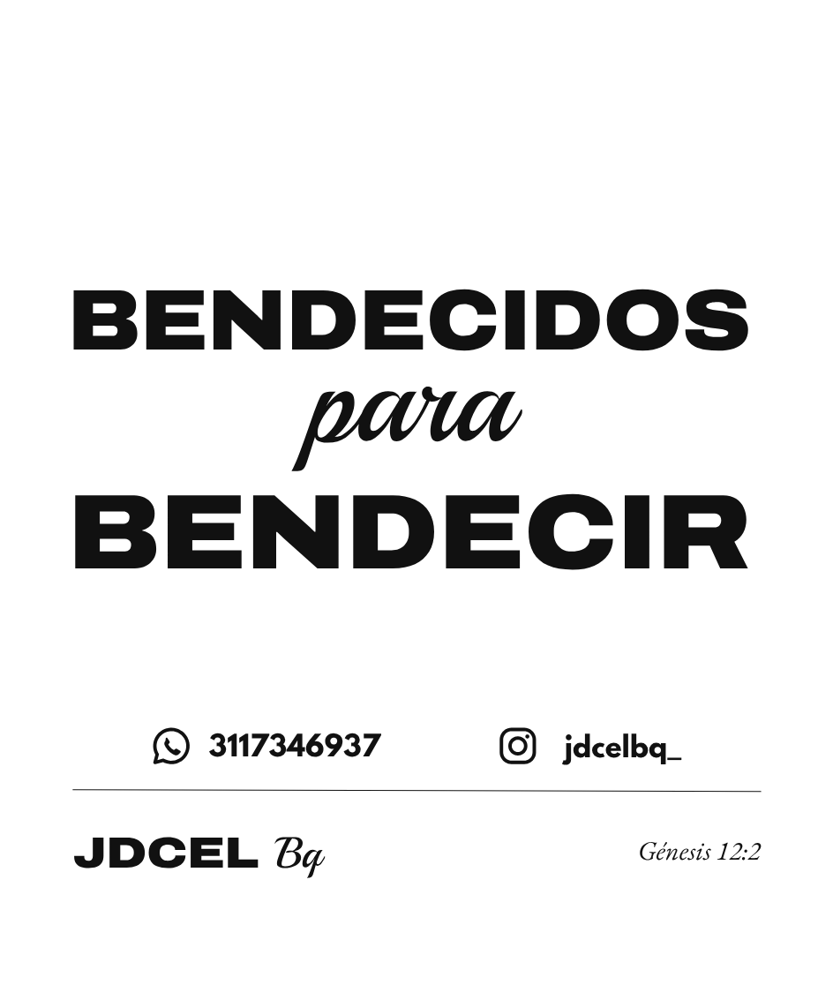 BENDECIDOS
para
BENDECIR
3117346937 jdcelbq_
JDCEL Bq Génesis 12:2